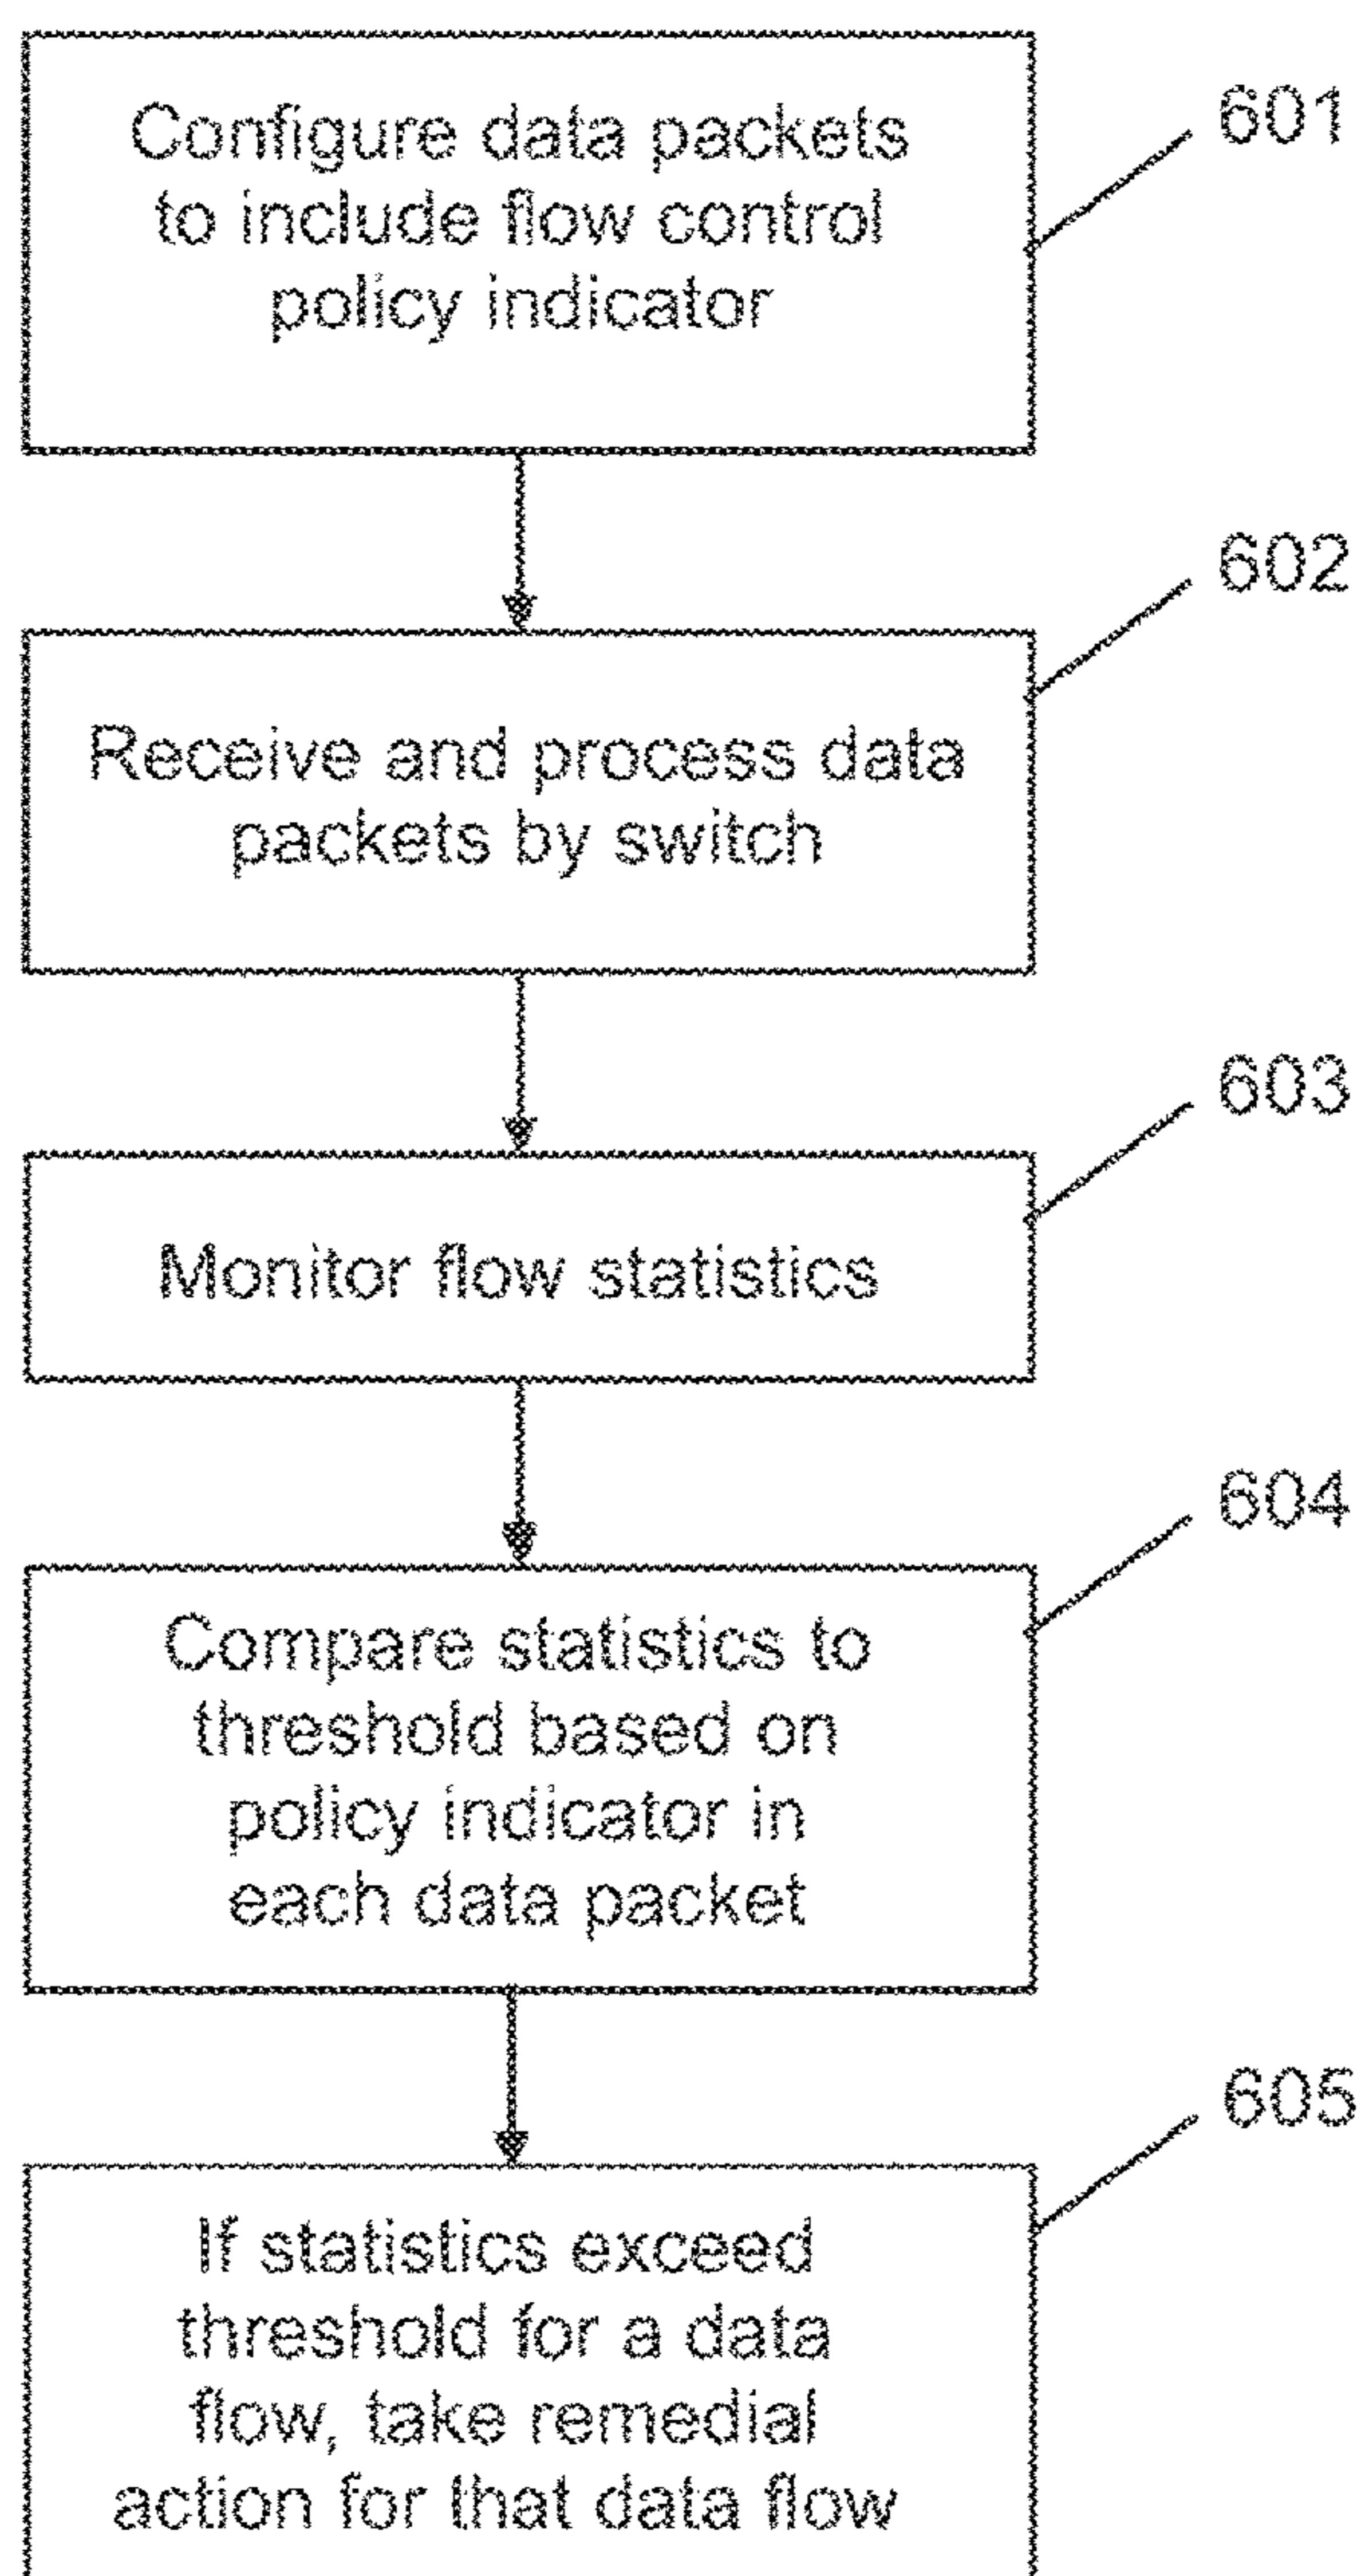 Configure data packets
to include flow control
policy indicator
601
Receive and process data
packets by switch
602
Monitor flow statistics
603
Compare statistics to
threshold based on
policy indicator in
each data packet
604
If statistics exceed
threshold for a data
flow, take remedial
action for that data flow
605